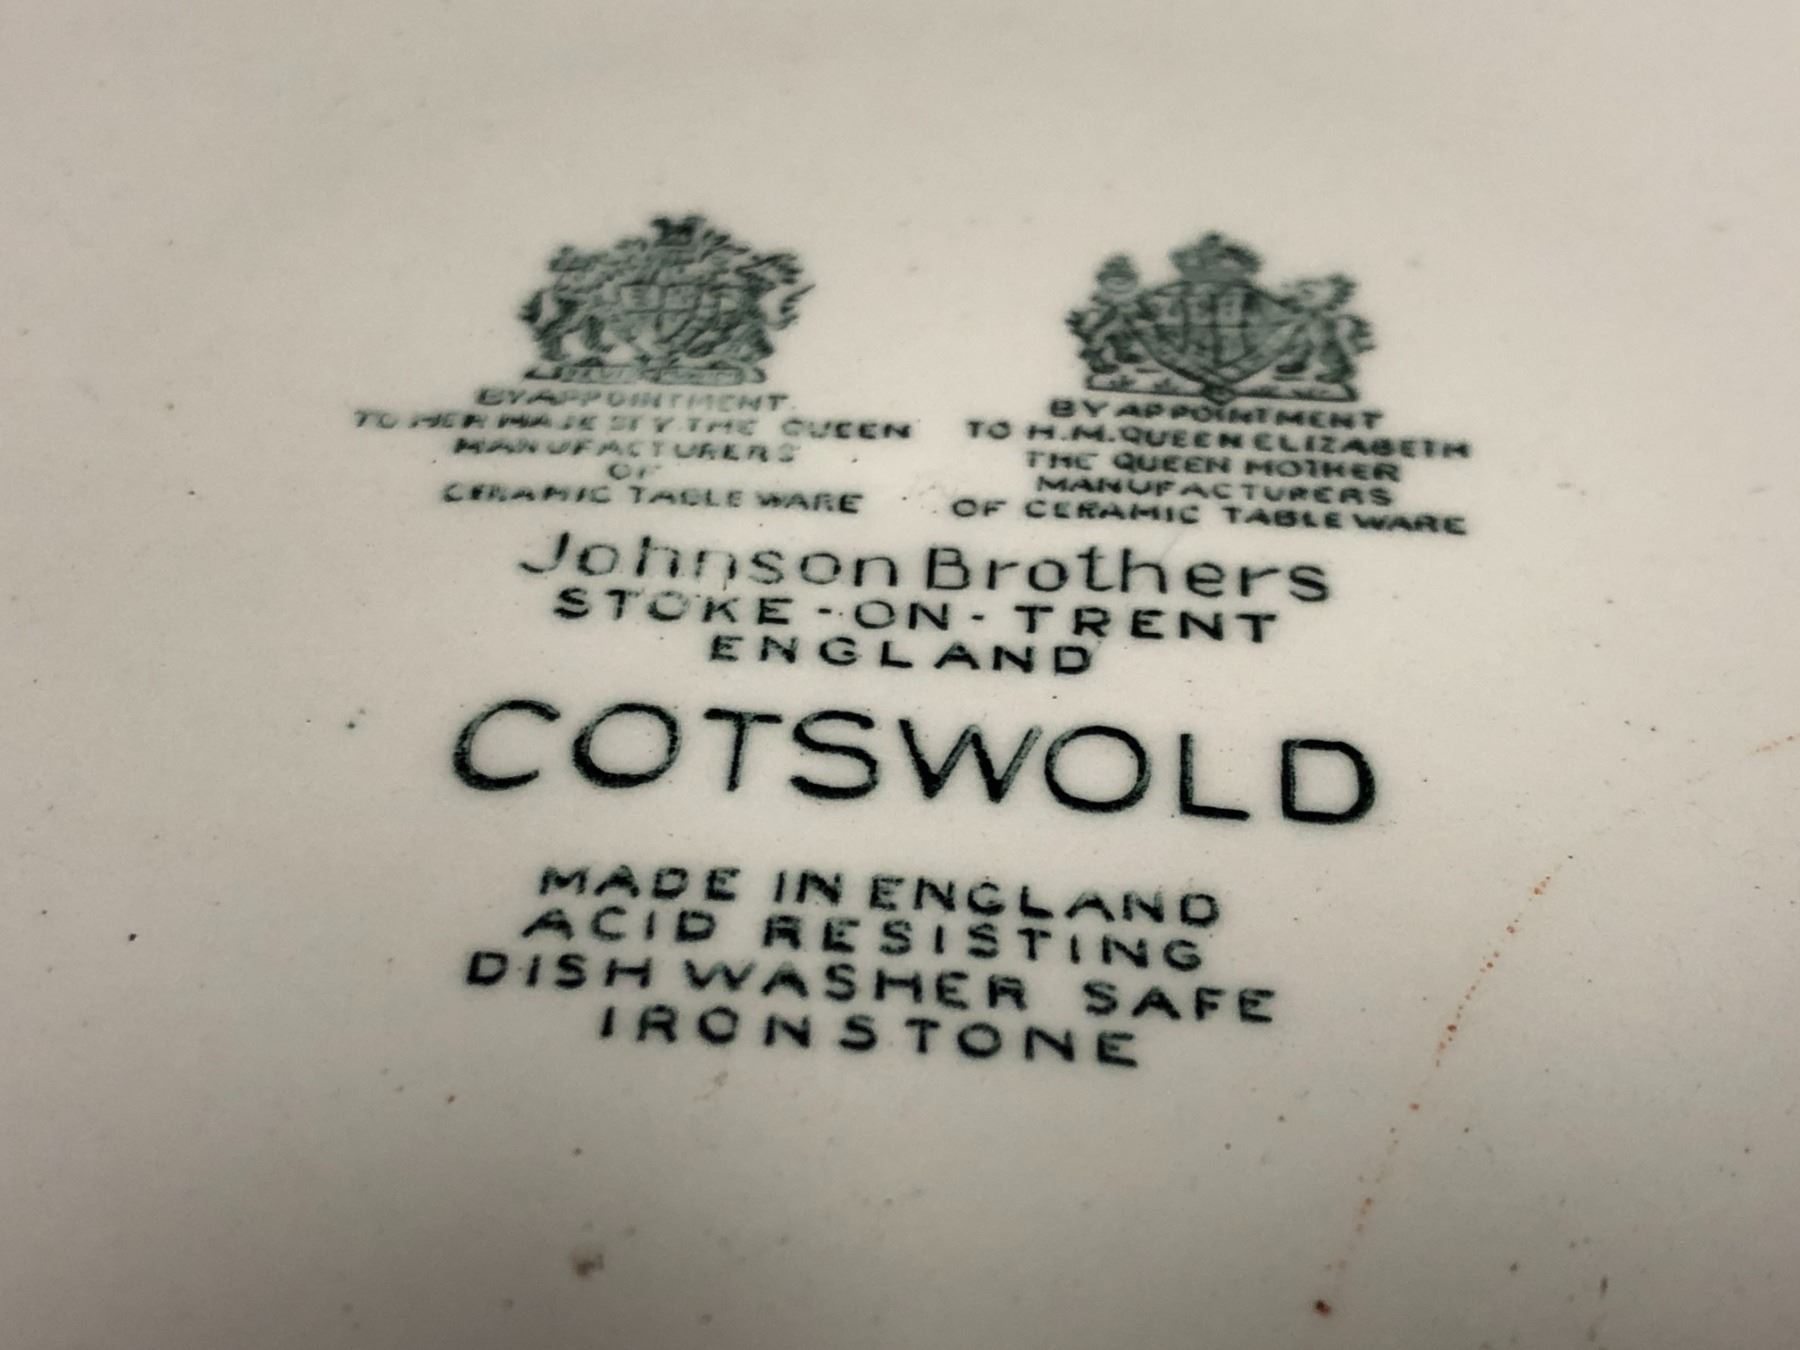 BY APPOINTMENT
TO HER MAJESTY THE QUEEN
MANUFACTURERS
OF
CERAMIC TABLEWARE
BY APPOINTMENT
TO H.M. QUEEN ELIZABETH
THE QUEEN MOTHER
MANUFACTURERS
OF CERAMIC TABLEWARE
Johnson Brothers
STOKE-ON-TRENT
ENGLAND
COTSWOLD
MADE IN ENGLAND
ACID RESISTING
DISH WASHER SAFE
IRONSTONE